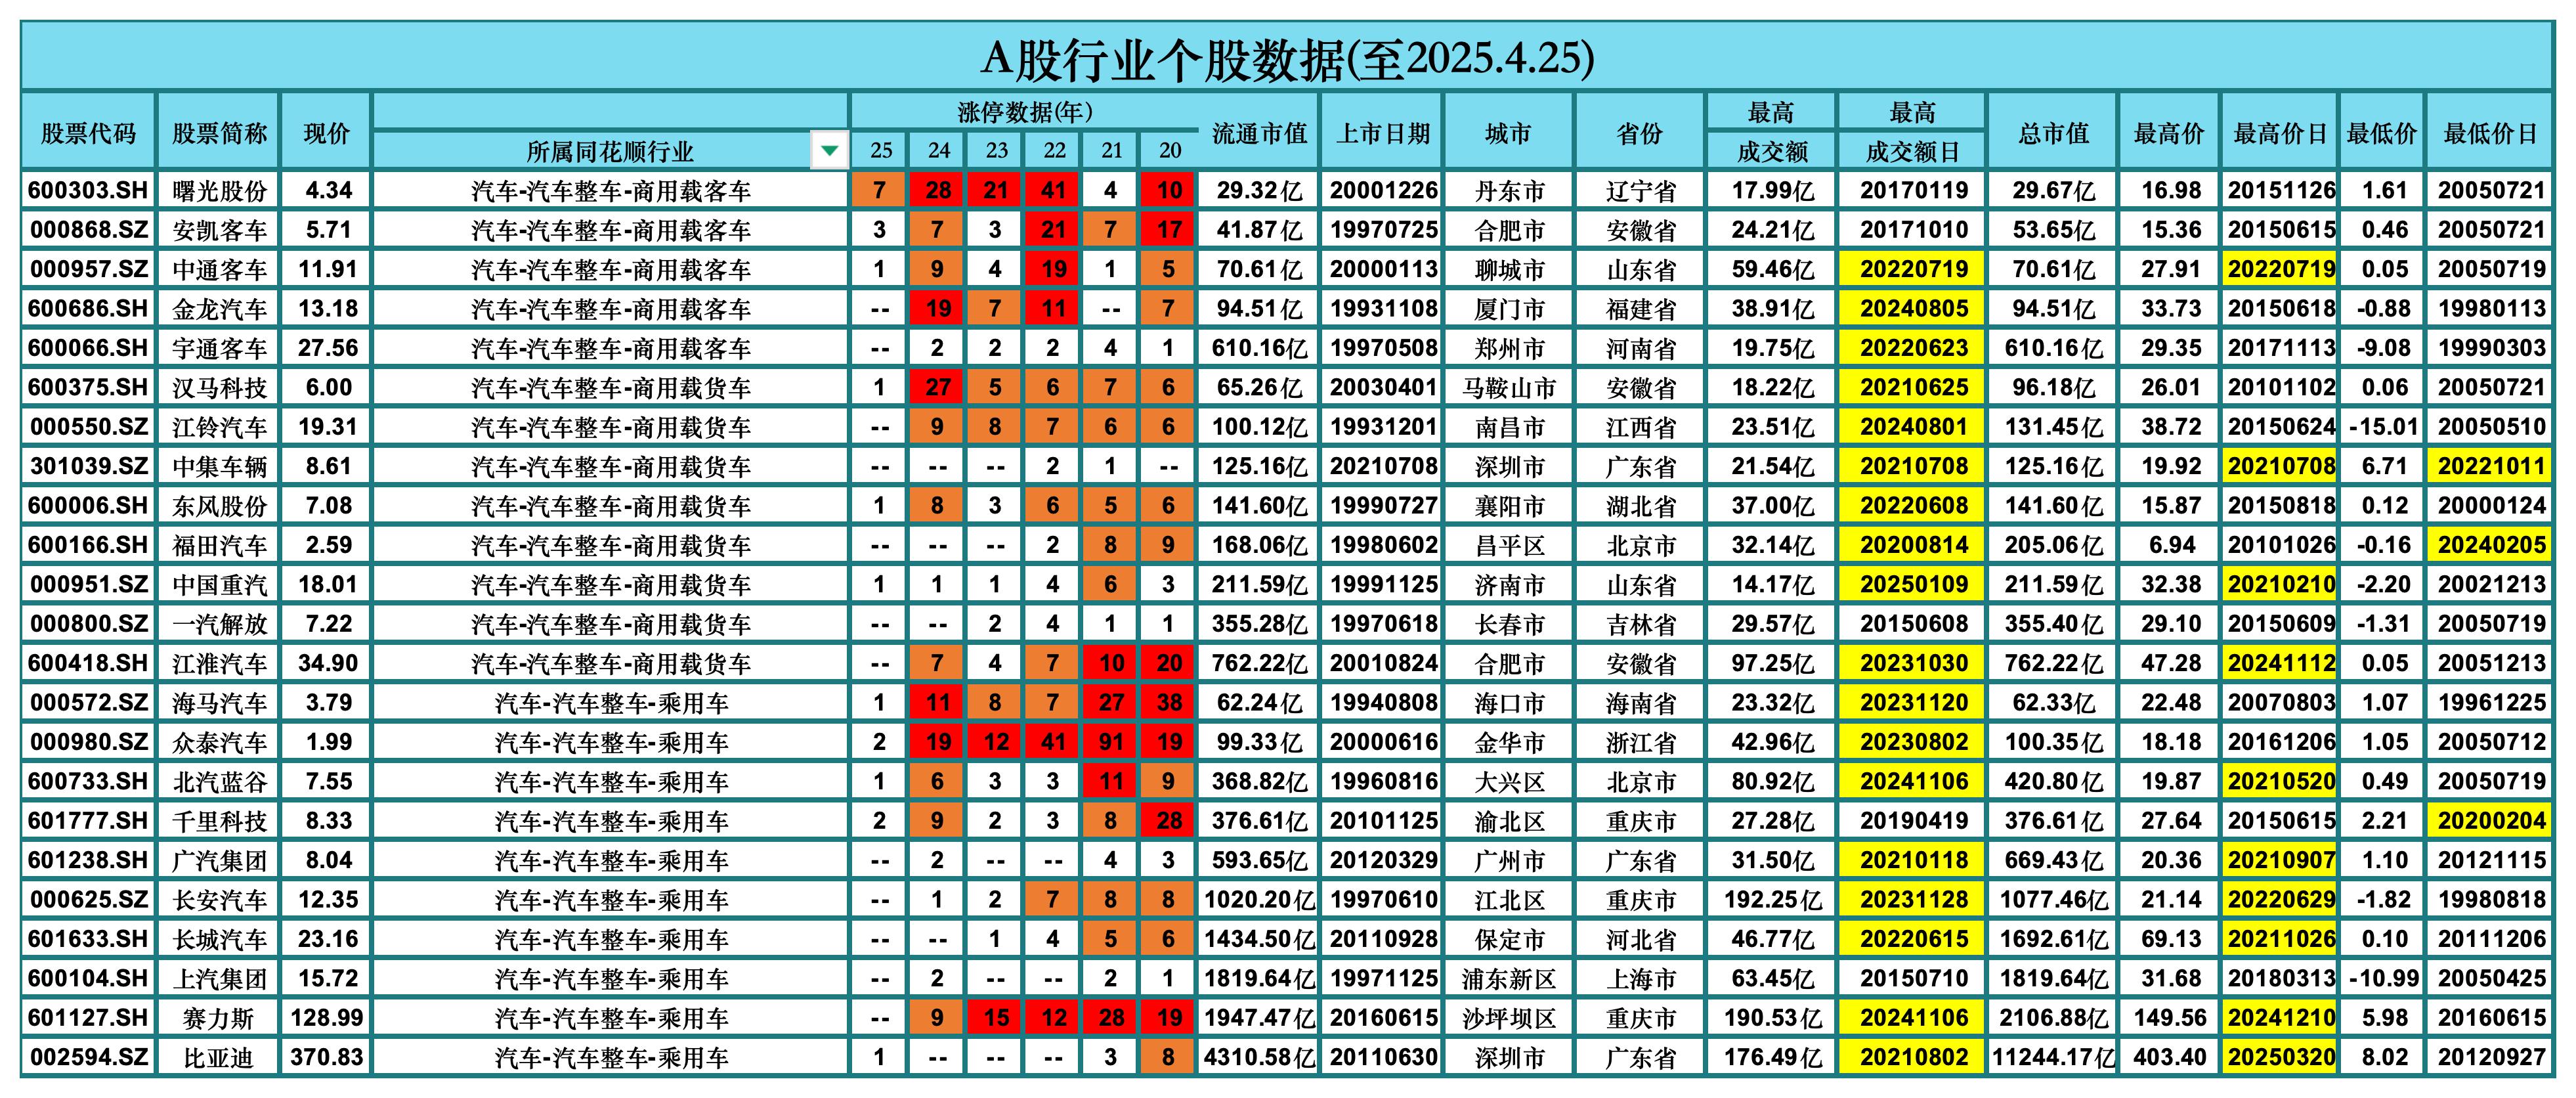 A股行业个股数据(至2025.4.25)
股票代码 股票简称 现价 所属同花顺行业 涨停数据(年) 25 24 23 22 21 20 流通市值 上市日期 城市 省份 最高成交额 最高成交额日 总市值 最高价 最高价日 最低价 最低价日
600303.SH 曙光股份 4.34 汽车-汽车整车-商用载客车 7 28 21 41 4 10 29.32亿 20001226 丹东市 辽宁省 17.99亿 20170119 29.67亿 16.98 20151126 1.61 20050721
000868.SZ 安凯客车 5.71 汽车-汽车整车-商用载客车 3 7 3 21 7 17 41.87亿 19970725 合肥市 安徽省 24.21亿 20171010 53.65亿 15.36 20150615 0.46 20050721
000957.SZ 中通客车 11.91 汽车-汽车整车-商用载客车 1 9 4 19 1 5 70.61亿 20000113 聊城市 山东省 59.46亿 20220719 70.61亿 27.91 20220719 0.05 20050719
600686.SH 金龙汽车 13.18 汽车-汽车整车-商用载客车 -- 19 7 11 -- 7 94.51亿 19931108 厦门市 福建省 38.91亿 20240805 94.51亿 33.73 20150618 -0.88 19980113
600066.SH 宇通客车 27.56 汽车-汽车整车-商用载客车 -- 2 2 2 4 1 610.16亿 19970508 郑州市 河南省 19.75亿 20220623 610.16亿 29.35 20171113 -9.08 19990303
600375.SH 汉马科技 6.00 汽车-汽车整车-商用载货车 1 27 5 6 7 6 65.26亿 20030401 马鞍山市 安徽省 18.22亿 20210625 96.18亿 26.01 20101102 0.06 20050721
000550.SZ 江铃汽车 19.31 汽车-汽车整车-商用载货车 -- 9 8 7 6 6 100.12亿 19931201 南昌市 江西省 23.51亿 20240801 131.45亿 38.72 20150624 -15.01 20050510
301039.SZ 中集车辆 8.61 汽车-汽车整车-商用载货车 -- -- -- 2 1 -- 125.16亿 20210708 深圳市 广东省 21.54亿 20210708 125.16亿 19.92 20210708 6.71 20221011
600006.SH 东风股份 7.08 汽车-汽车整车-商用载货车 1 8 3 6 5 6 141.60亿 19990727 襄阳市 湖北省 37.00亿 20220608 141.60亿 15.87 20150818 0.12 20000124
600166.SH 福田汽车 2.59 汽车-汽车整车-商用载货车 -- -- -- 2 8 9 168.06亿 19980602 昌平区 北京市 32.14亿 20200814 205.06亿 6.94 20101026 -0.16 20240205
000951.SZ 中国重汽 18.01 汽车-汽车整车-商用载货车 1 1 1 4 6 3 211.59亿 19991125 济南市 山东省 14.17亿 20250109 211.59亿 32.38 20210210 -2.20 20021213
000800.SZ 一汽解放 7.22 汽车-汽车整车-商用载货车 -- -- 2 4 1 1 355.28亿 19970618 长春市 吉林省 29.57亿 20150608 355.40亿 29.10 20150609 -1.31 20050719
600418.SH 江淮汽车 34.90 汽车-汽车整车-商用载货车 -- 7 4 7 10 20 762.22亿 20010824 合肥市 安徽省 97.25亿 20231030 762.22亿 47.28 20241112 0.05 20051213
000572.SZ 海马汽车 3.79 汽车-汽车整车-乘用车 1 11 8 7 27 38 62.24亿 19940808 海口市 海南省 23.32亿 20231120 62.33亿 22.48 20070803 1.07 19961225
000980.SZ 众泰汽车 1.99 汽车-汽车整车-乘用车 2 19 12 41 91 19 99.33亿 20000616 金华市 浙江省 42.96亿 20230802 100.35亿 18.18 20161206 1.05 20050712
600733.SH 北汽蓝谷 7.55 汽车-汽车整车-乘用车 1 6 3 3 11 9 368.82亿 19960816 大兴区 北京市 80.92亿 20241106 420.80亿 19.87 20210520 0.49 20050719
601777.SH 千里科技 8.33 汽车-汽车整车-乘用车 2 9 2 3 8 28 376.61亿 20101125 渝北区 重庆市 27.28亿 20190419 376.61亿 27.64 20150615 2.21 20200204
601238.SH 广汽集团 8.04 汽车-汽车整车-乘用车 -- 2 -- -- 4 3 593.65亿 20120329 广州市 广东省 31.50亿 20210118 669.43亿 20.36 20210907 1.10 20121115
000625.SZ 长安汽车 12.35 汽车-汽车整车-乘用车 -- 1 2 7 8 8 1020.20亿 19970610 江北区 重庆市 192.25亿 20231128 1077.46亿 21.14 20220629 -1.82 19980818
601633.SH 长城汽车 23.16 汽车-汽车整车-乘用车 -- -- 1 4 5 6 1434.50亿 20110928 保定市 河北省 46.77亿 20220615 1692.61亿 69.13 20211026 0.10 20111206
600104.SH 上汽集团 15.72 汽车-汽车整车-乘用车 -- 2 -- -- 2 1 1819.64亿 19971125 浦东新区 上海市 63.45亿 20150710 1819.64亿 31.68 20180313 -10.99 20050425
601127.SH 赛力斯 128.99 汽车-汽车整车-乘用车 -- 9 15 12 28 19 1947.47亿 20160615 沙坪坝区 重庆市 190.53亿 20241106 2106.88亿 149.56 20241210 5.98 20160615
002594.SZ 比亚迪 370.83 汽车-汽车整车-乘用车 1 -- -- -- 3 8 4310.58亿 20110630 深圳市 广东省 176.49亿 20210802 11244.17亿 403.40 20250320 8.02 20120927